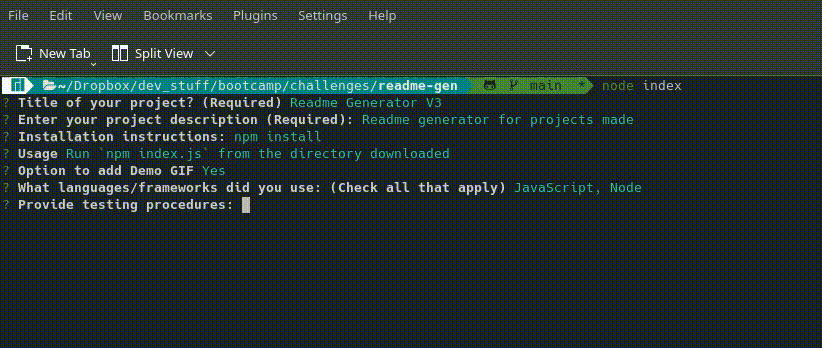 File Edit View Bookmarks Plugins Settings Help
New Tab Split View
~/Dropbox/dev_stuff/bootcamp/challenges/readme-gen main * node index
? Title of your project? (Required) Readme Generator V3
? Enter your project description (Required): Readme generator for projects made
? Installation instructions: npm install
? Usage Run `npm index.js` from the directory downloaded
? Option to add Demo GIF Yes
? What languages/frameworks did you use: (Check all that apply) JavaScript, Node
? Provide testing procedures: